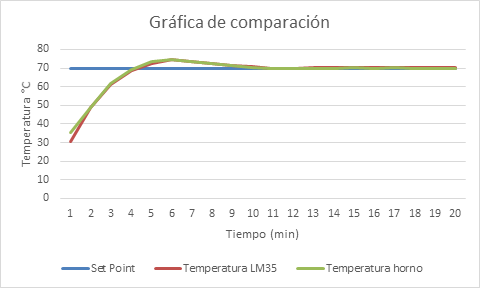 Gráfica de comparación
Temperatura °C
80
70
60
50
40
30
20
10
0
1 2 3 4 5 6 7 8 9 10 11 12 13 14 15 16 17 18 19 20
Tiempo (min)
Set Point Temperatura LM35 Temperatura horno